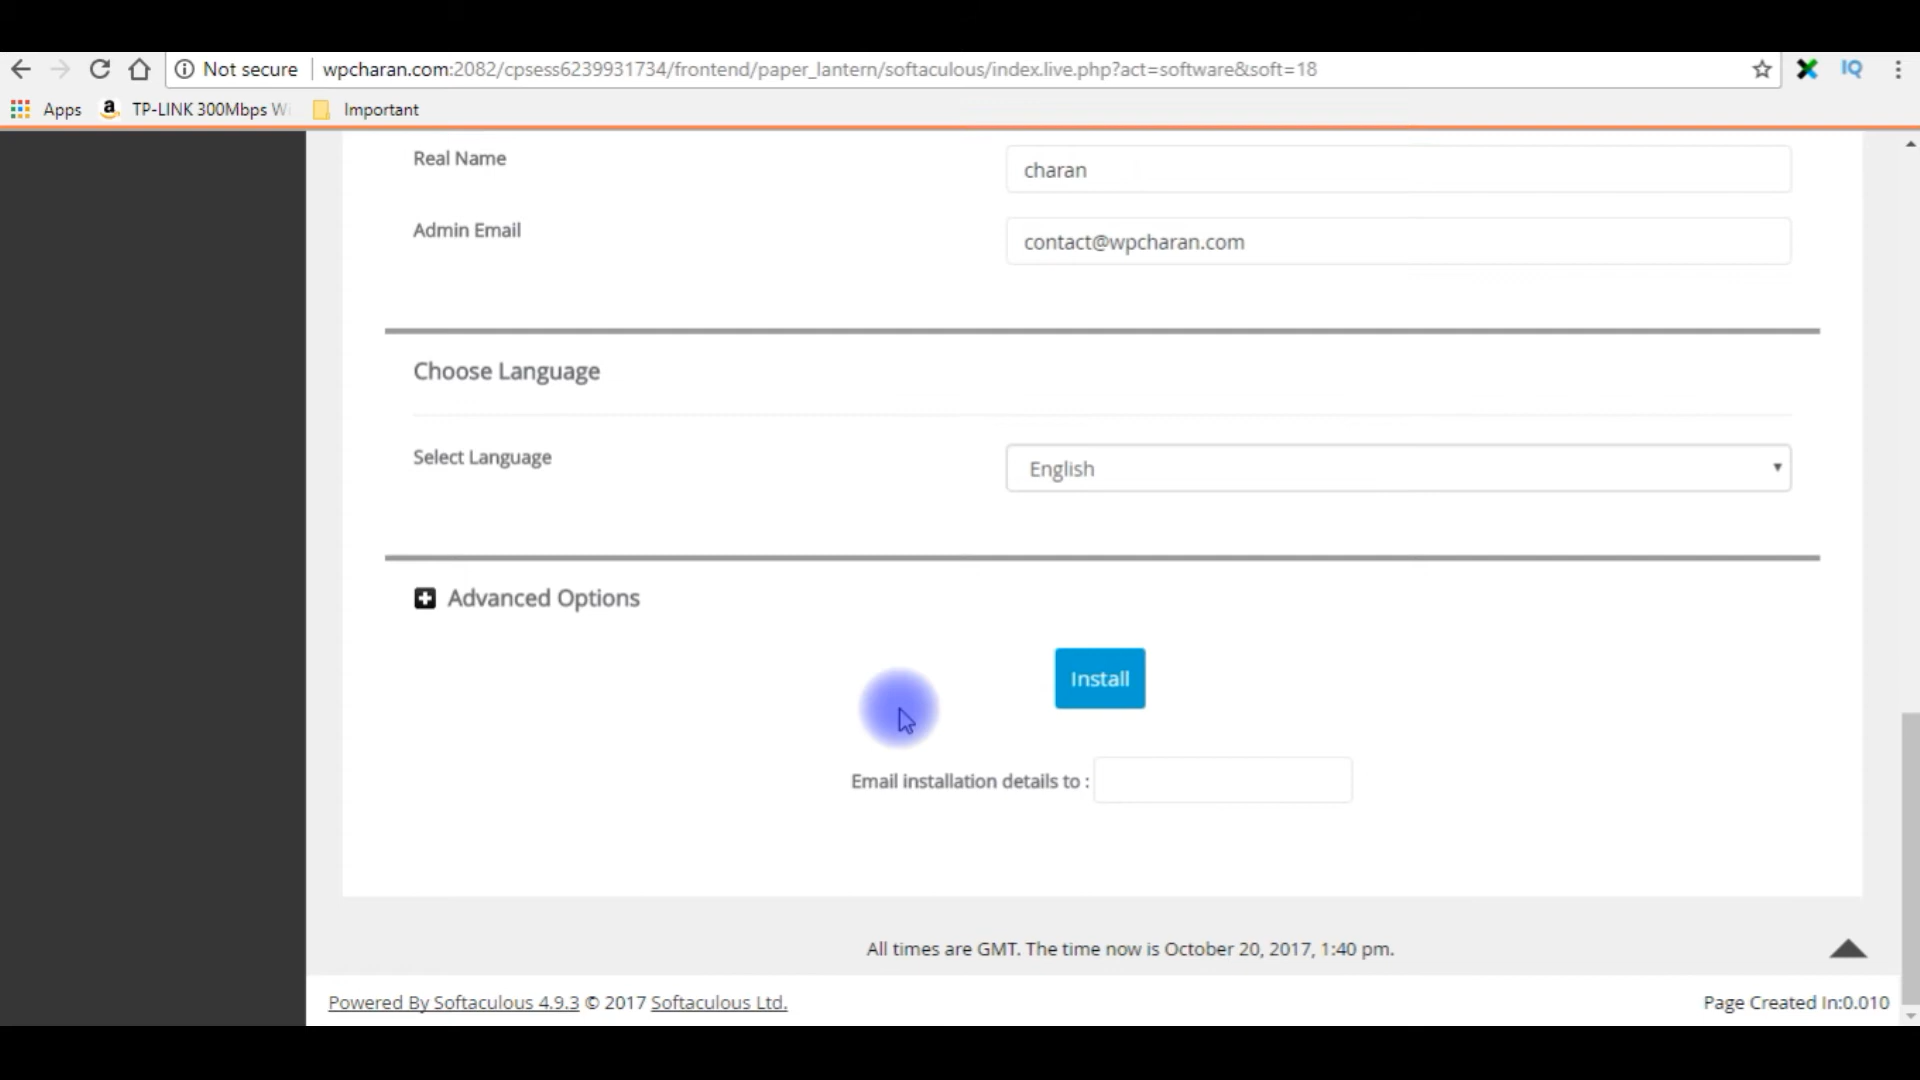 Not secure wpcharan.com:2082/cpsess6239931734/frontend/paper_lantern/softaculous/index.live.php?act=software&soft=18 IQ
Apps a TP-LINK 300Mbps Wi Important
Real Name charan
Admin Email contact@wpcharan.com
Choose Language
Select Language English
Advanced Options
Install
Email installation details to :
All times are GMT. The time now is October 20, 2017, 1:40 pm.
Powered By Softaculous 4.9.3 © 2017 Softaculous Ltd. Page Created In:0.010